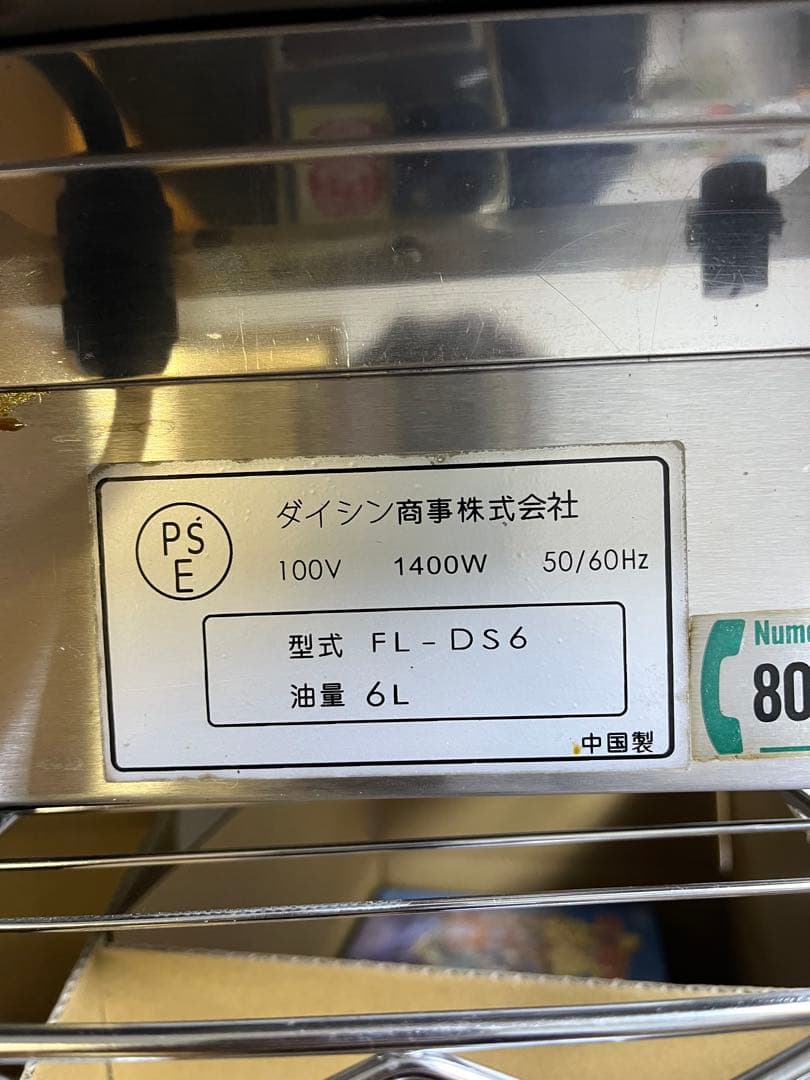 PS
E
ダイシン商事株式会社
100V 1400W 50/60Hz
型式 FL-DS6
油量 6L
中国製
80